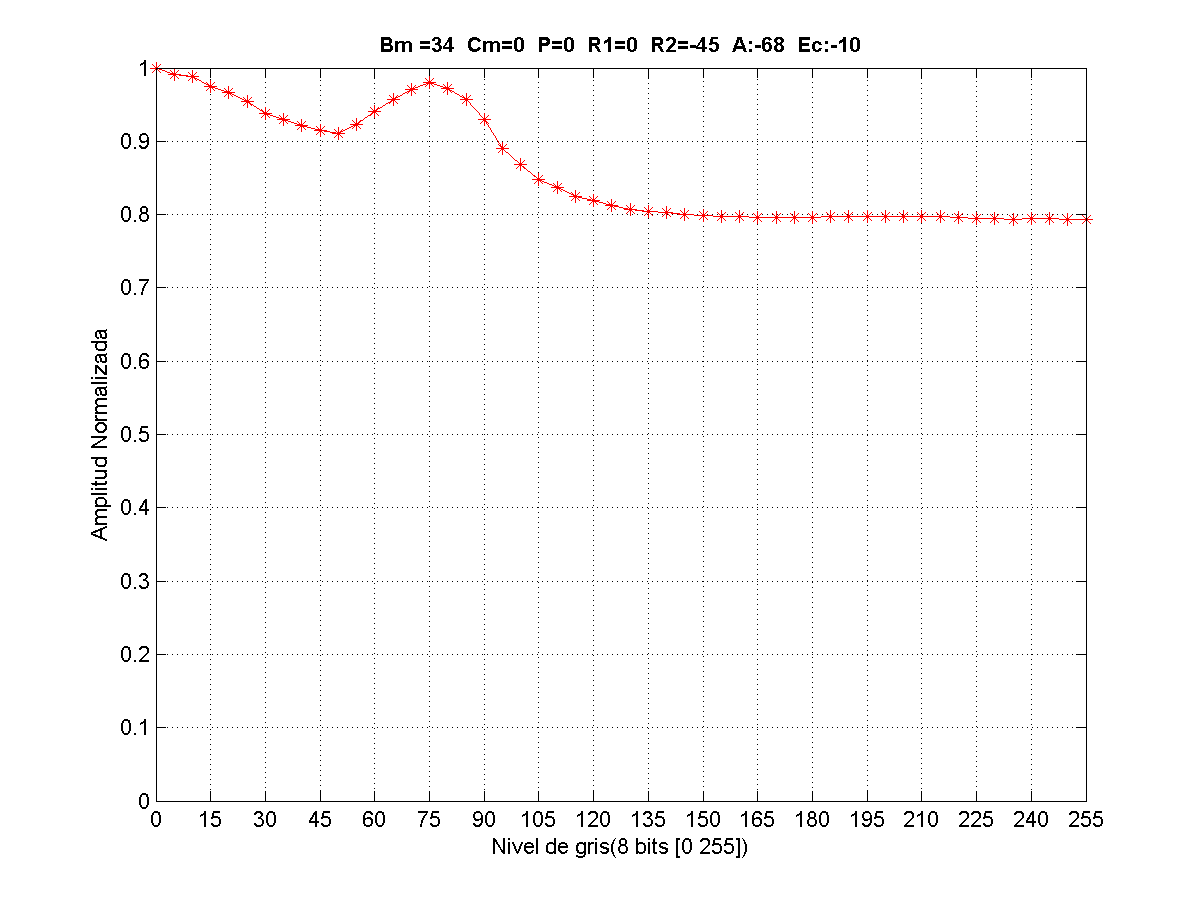 Bm =34 Cm=0 P=0 R1=0 R2=-45 A:-68 Ec:-10
1
0.9
0.8
0.7
0.6
0.5
0.4
0.3
0.2
0.1
0
Amplitud Normalizada
0 15 30 45 60 75 90 105 120 135 150 165 180 195 210 225 240 255
Nivel de gris(8 bits [0 255])